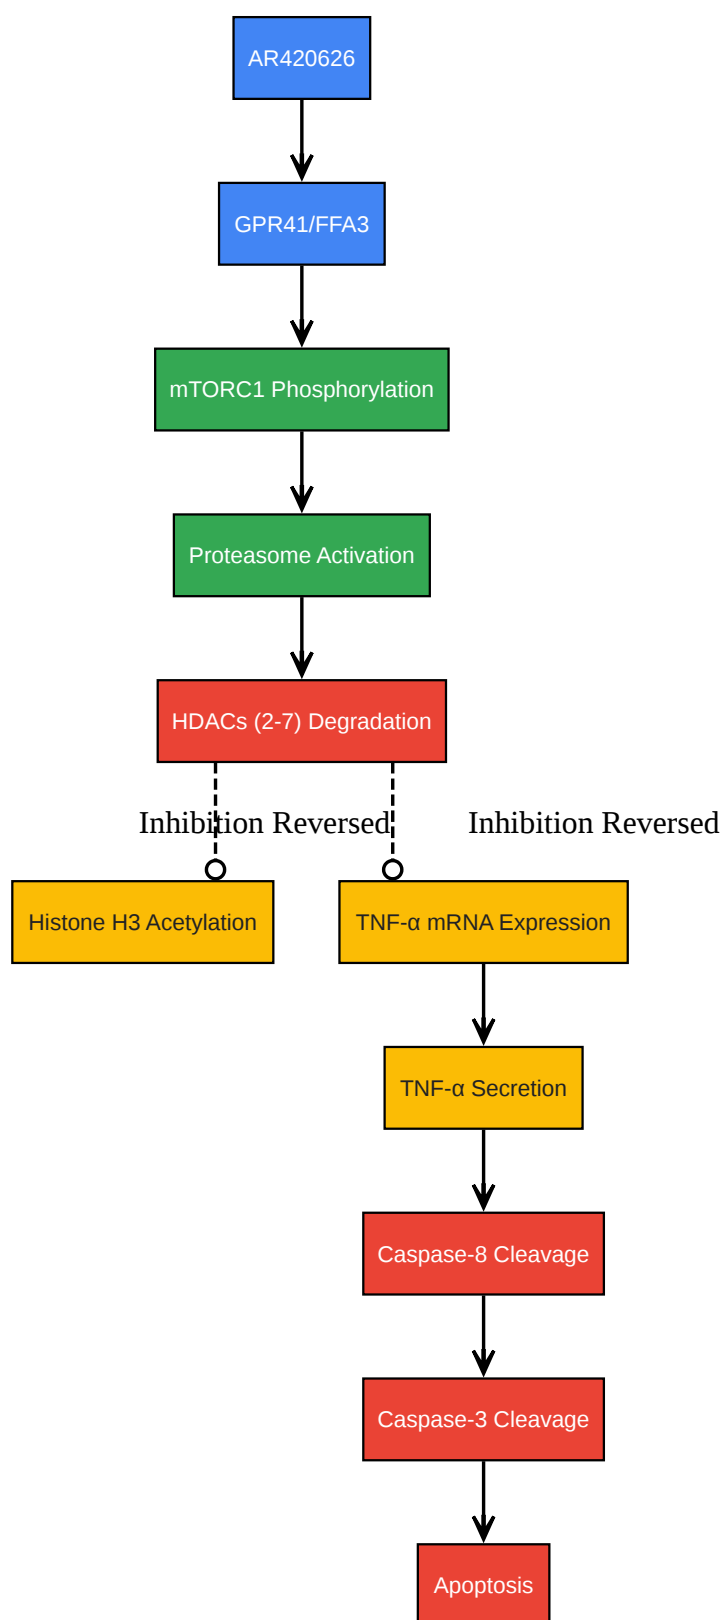 AR420626
GPR41/FFA3
mTORC1 Phosphorylation
Proteasome Activation
HDACs (2-7) Degradation
Inhibition Reversed
Inhibition Reversed
Histone H3 Acetylation
TNF-α mRNA Expression
TNF-α Secretion
Caspase-8 Cleavage
Caspase-3 Cleavage
Apoptosis